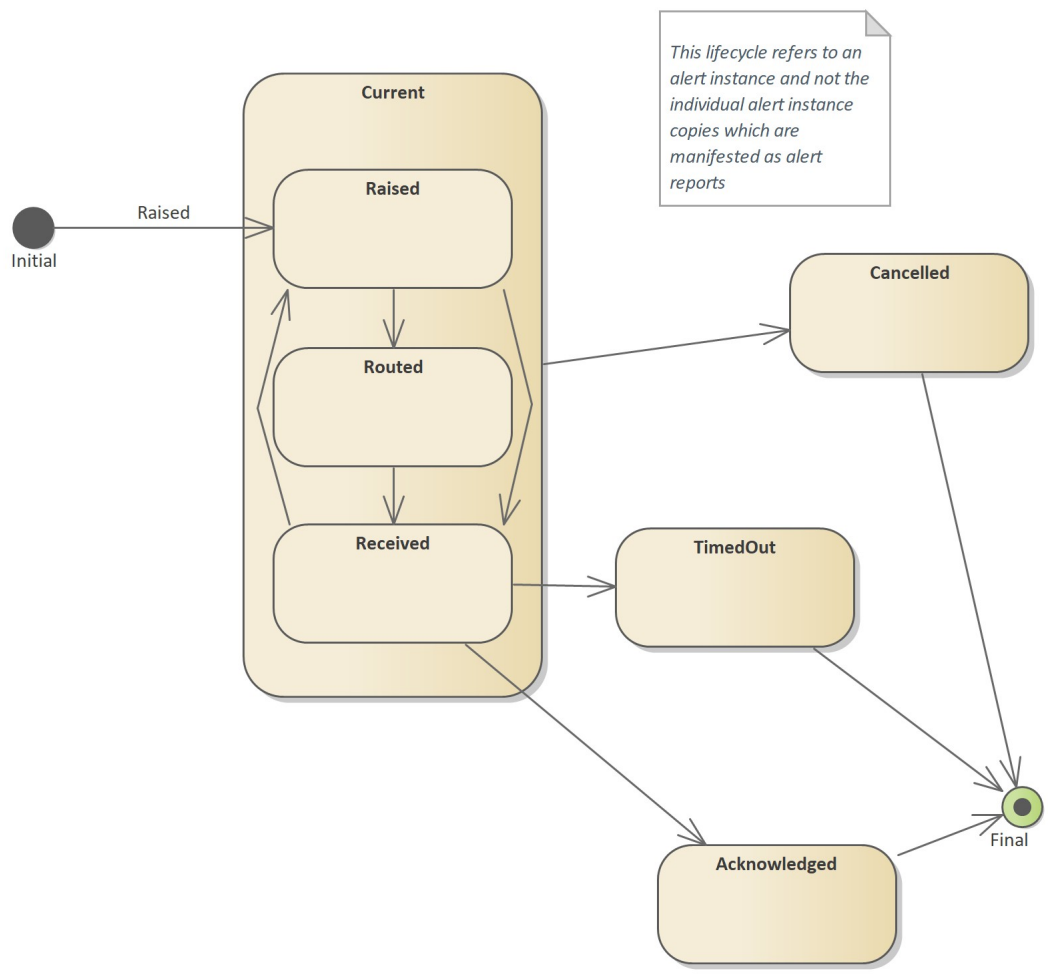 This lifecycle refers to an
alert instance and not the
individual alert instance
copies which are
manifested as alert
reports
Current
Raised
Raised
Initial
Cancelled
Routed
Received
TimedOut
Final
Acknowledged